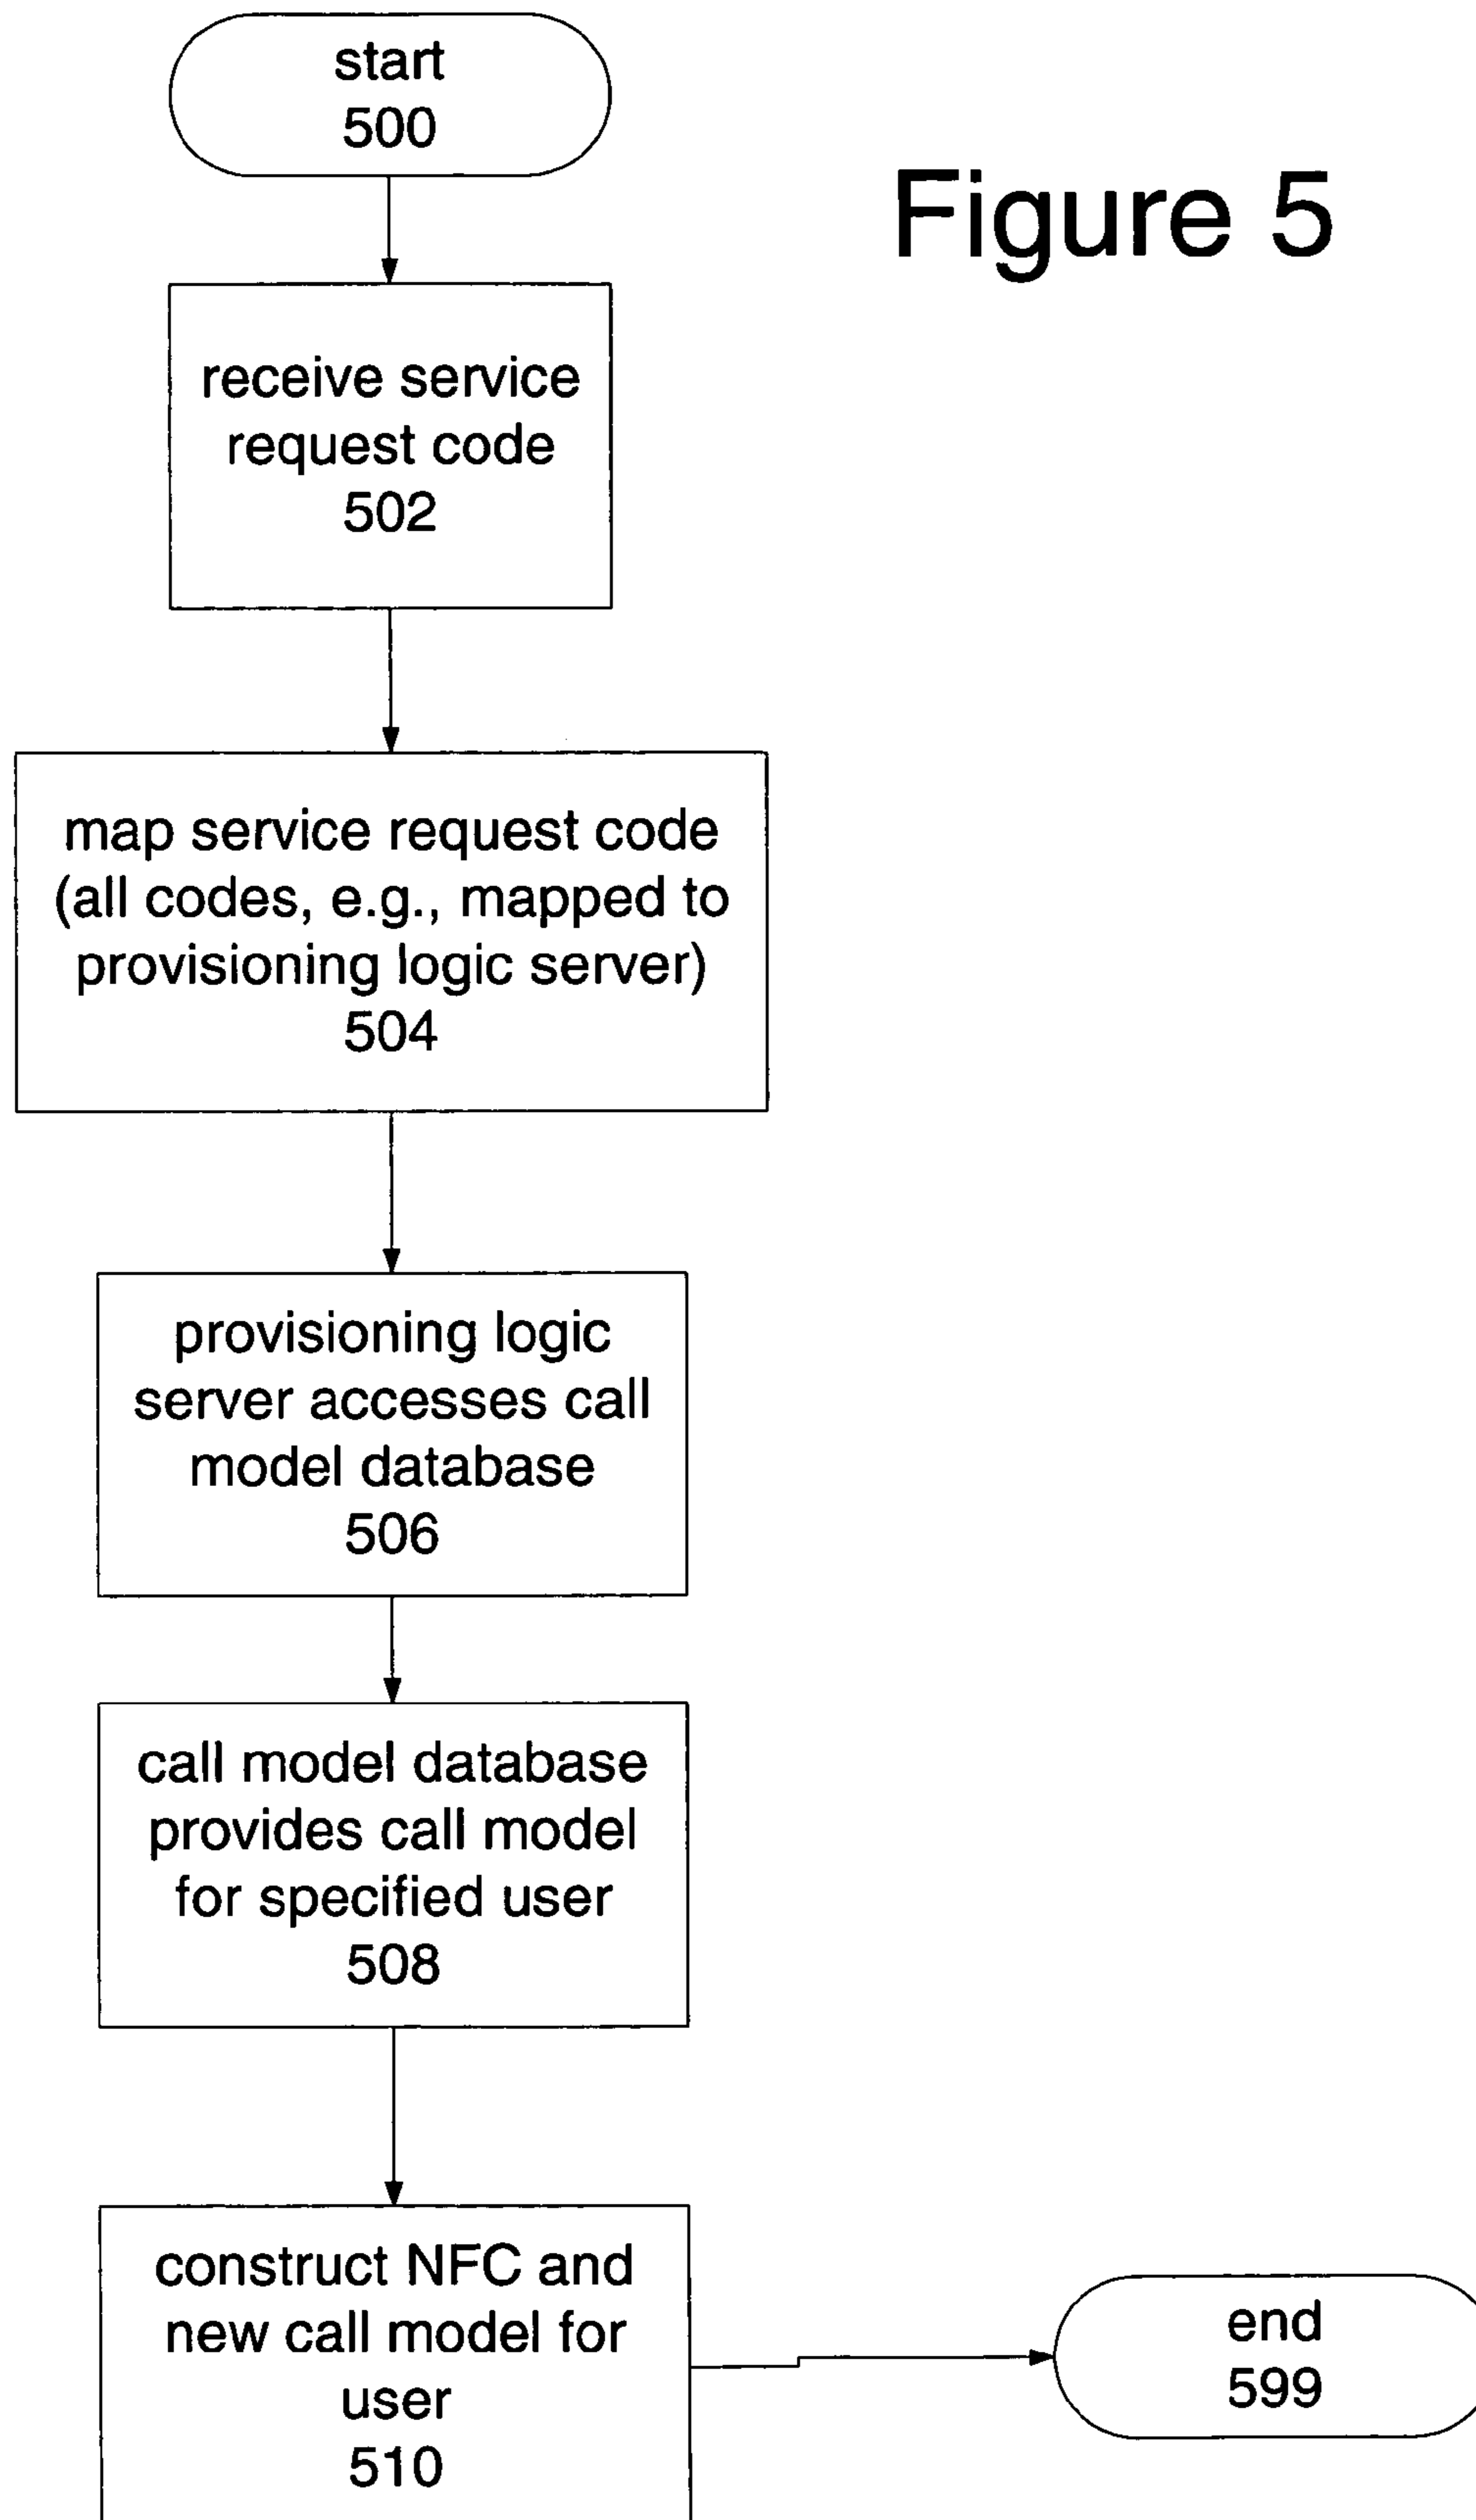 start
500
Figure 5
receive service
request code
502
map service request code
(all codes, e.g., mapped to
provisioning logic server)
504
provisioning logic
server accesses call
model database
506
call model database
provides call model
for specified user
508
construct NFC and
new call model for
user
510
end
599